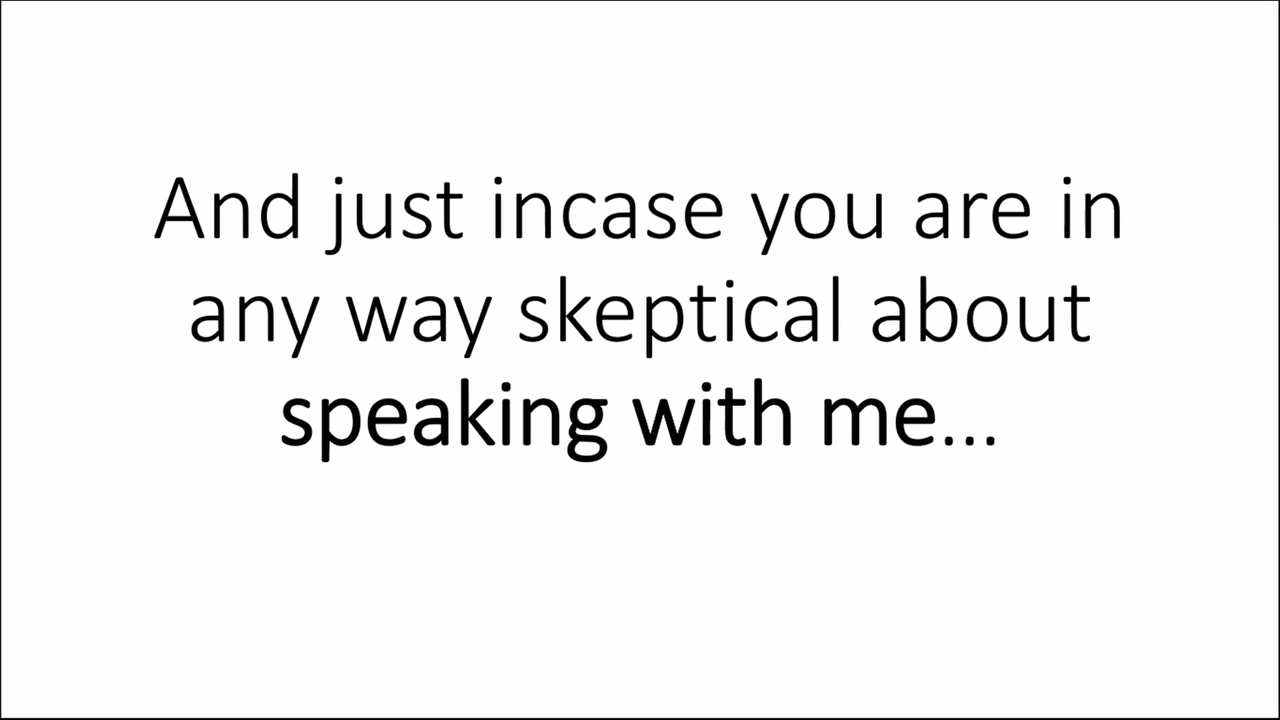 And just incase you are in
any way skeptical about
speaking with me...